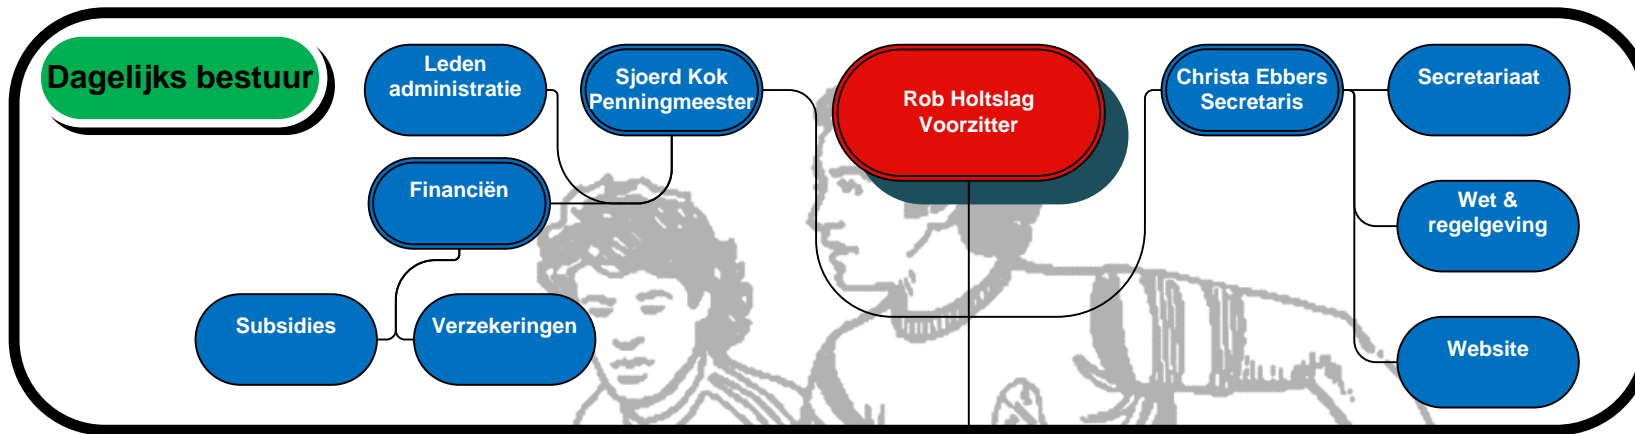 Dagelijks bestuur
Leden
administratie
Sjoerd Kok
Penningmeester
Rob Holtslag
Voorzitter
Christa Ebbers
Secretaris
Secretariaat
Financiën
Wet &
regelgeving
Subsidies
Verzekeringen
Website